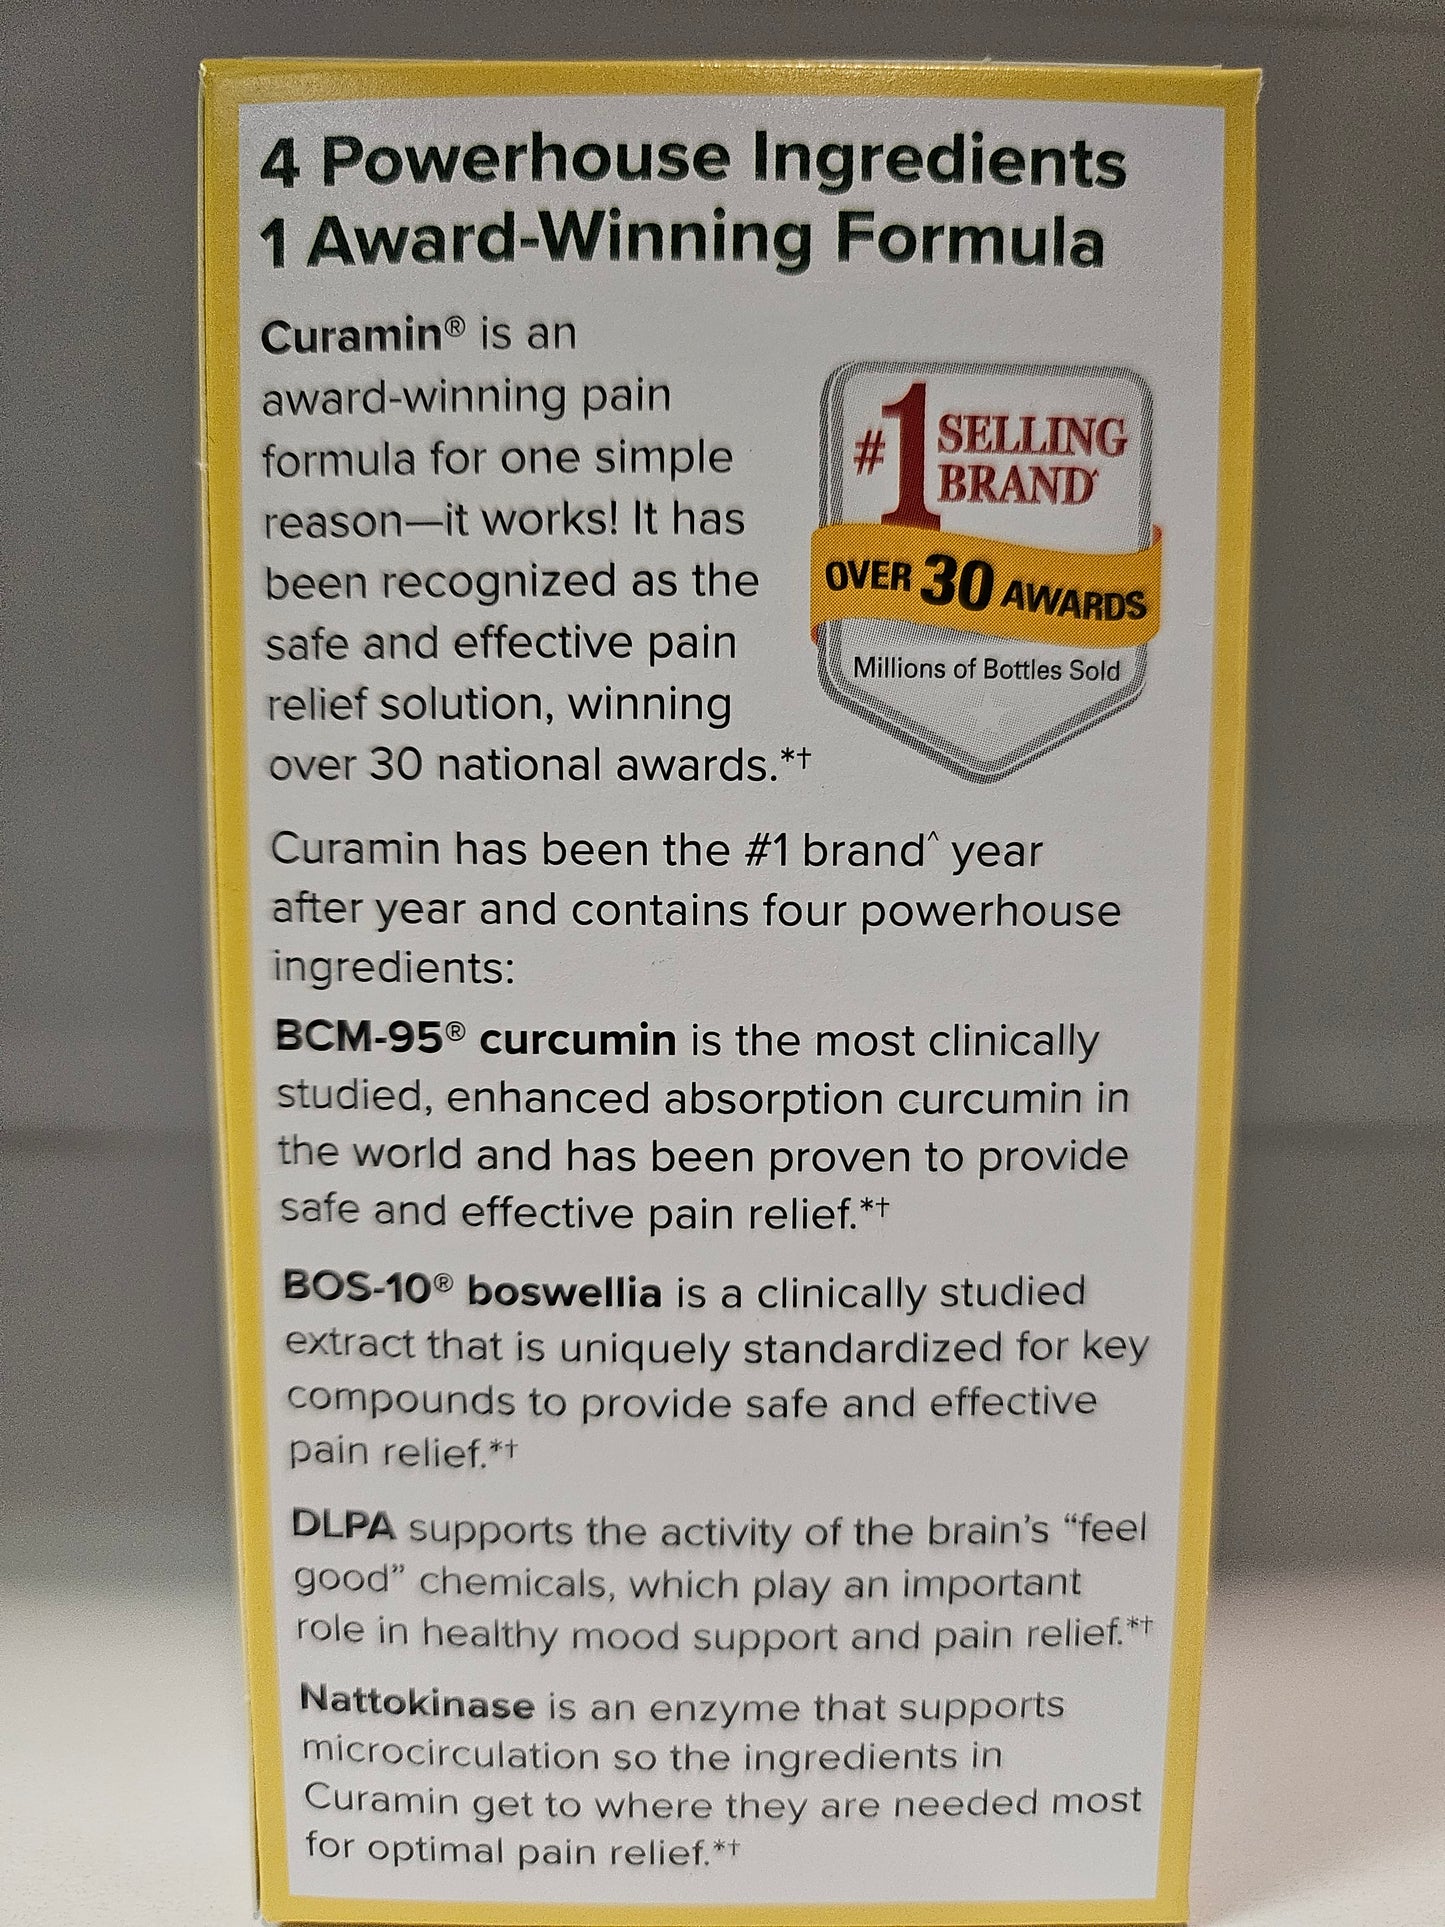 4 Powerhouse Ingredients
1 Award-Winning Formula
Curamin® is an
award-winning pain
formula for one simple
reason—it works! It has
been recognized as the
safe and effective pain
relief solution, winning
over 30 national awards.*†
#1 SELLING
BRAND^
OVER 30 AWARDS
Millions of Bottles Sold
Curamin has been the #1 brand^ year
after year and contains four powerhouse
ingredients:
BCM-95® curcumin is the most clinically
studied, enhanced absorption curcumin in
the world and has been proven to provide
safe and effective pain relief.*†
BOS-10® boswellia is a clinically studied
extract that is uniquely standardized for key
compounds to provide safe and effective
pain relief.*†
DLPA supports the activity of the brain’s “feel
good” chemicals, which play an important
role in healthy mood support and pain relief.*†
Nattokinase is an enzyme that supports
microcirculation so the ingredients in
Curamin get to where they are needed most
for optimal pain relief.*†